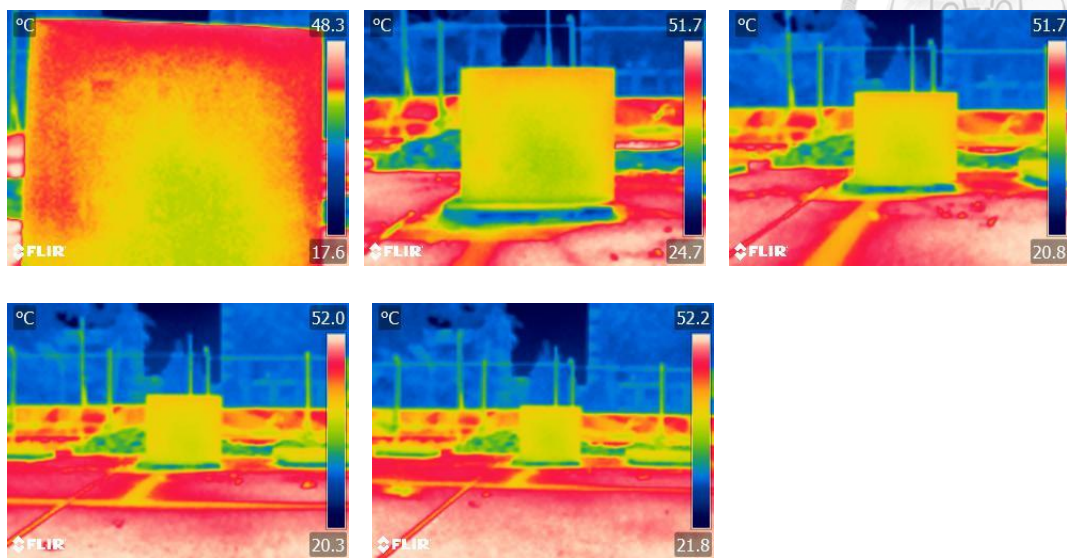 °C 48.3
FLIR 17.6
°C 51.7
FLIR 24.7
°C 51.7
FLIR 20.8
°C 52.0
FLIR 20.3
°C 52.2
FLIR 21.8